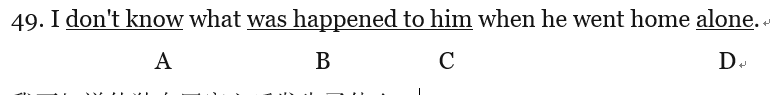 49. I don't know what was happened to him when he went home alone.
A B C D